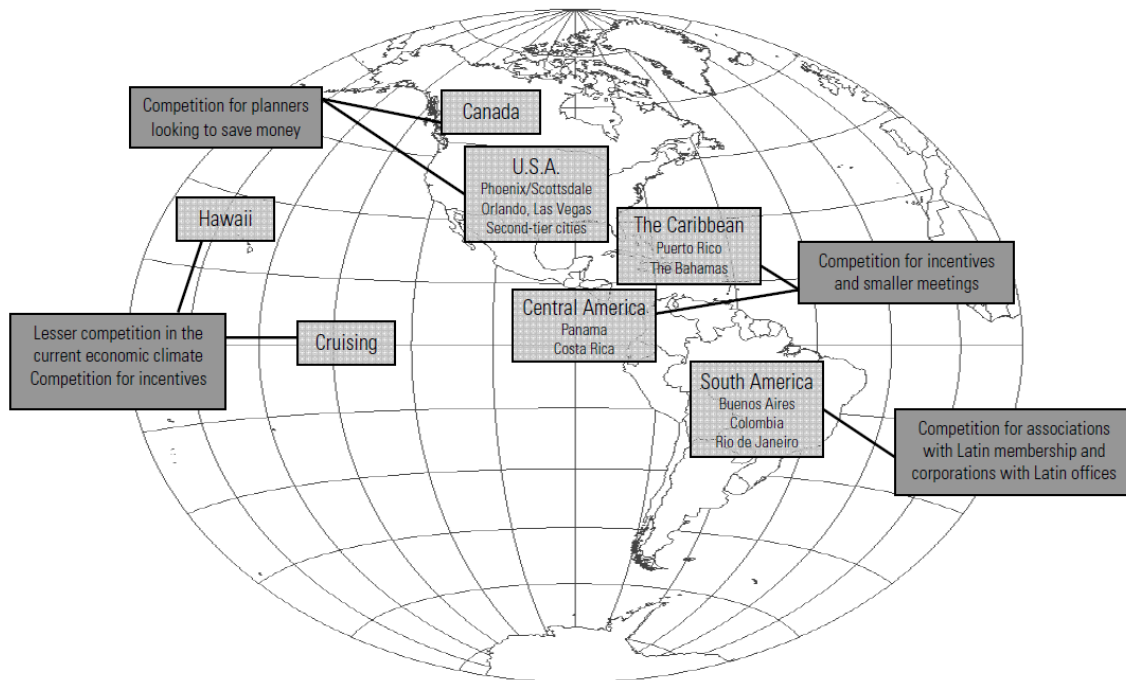 Competition for planners
looking to save money
Canada
U.S.A.
Phoenix/Scottsdale
Orlando, Las Vegas
Second-tier cities
Hawaii
The Caribbean
Puerto Rico
The Bahamas
Competition for incentives
and smaller meetings
Central America
Panama
Costa Rica
Lesser competition in the
current economic climate
Competition for incentives
Cruising
South America
Buenos Aires
Colombia
Rio de Janeiro
Competition for associations
with Latin membership and
corporations with Latin offices